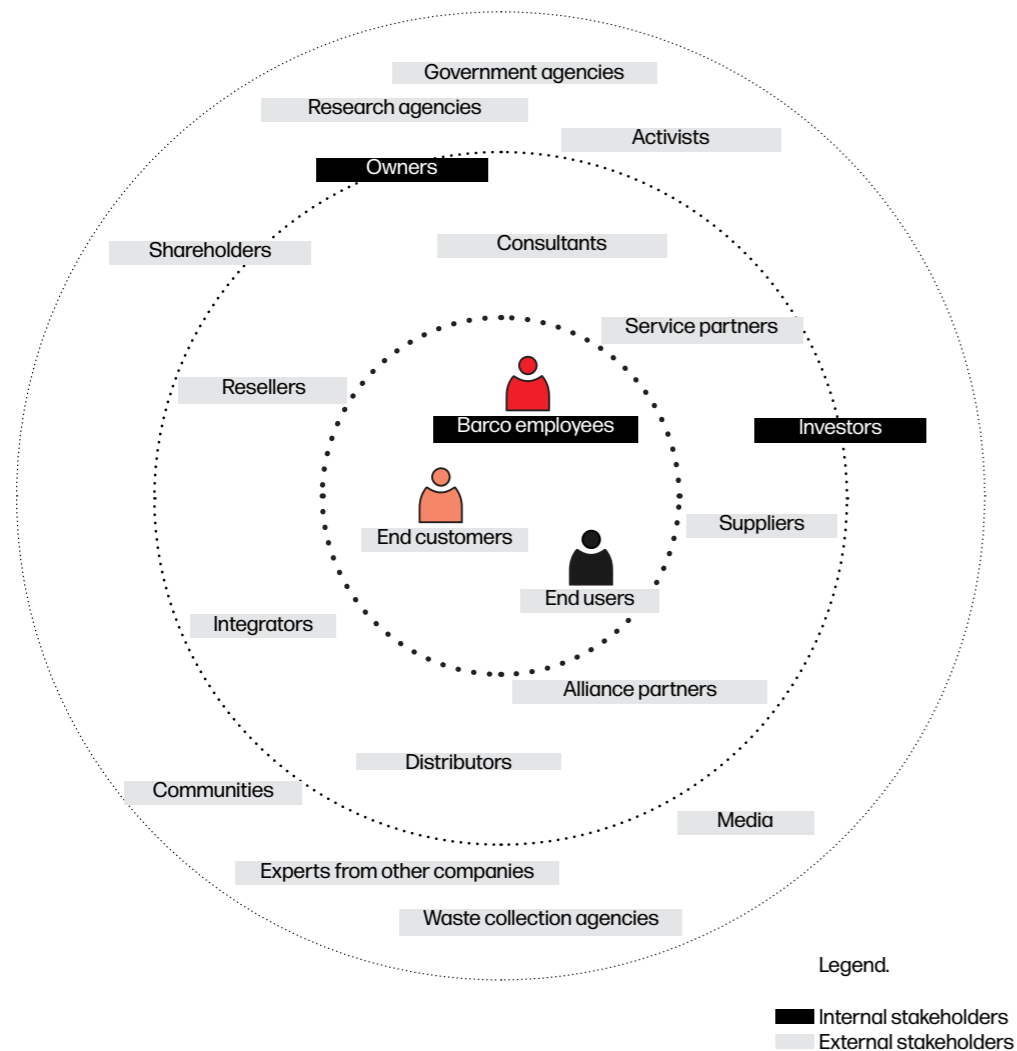 Government agencies
Research agencies
Activists
Owners
Consultants
Shareholders
Service partners
Resellers
Barco employees
Investors
Suppliers
End customers
End users
Integrators
Alliance partners
Distributors
Communities
Media
Experts from other companies
Waste collection agencies
Legend.
Internal stakeholders
External stakeholders